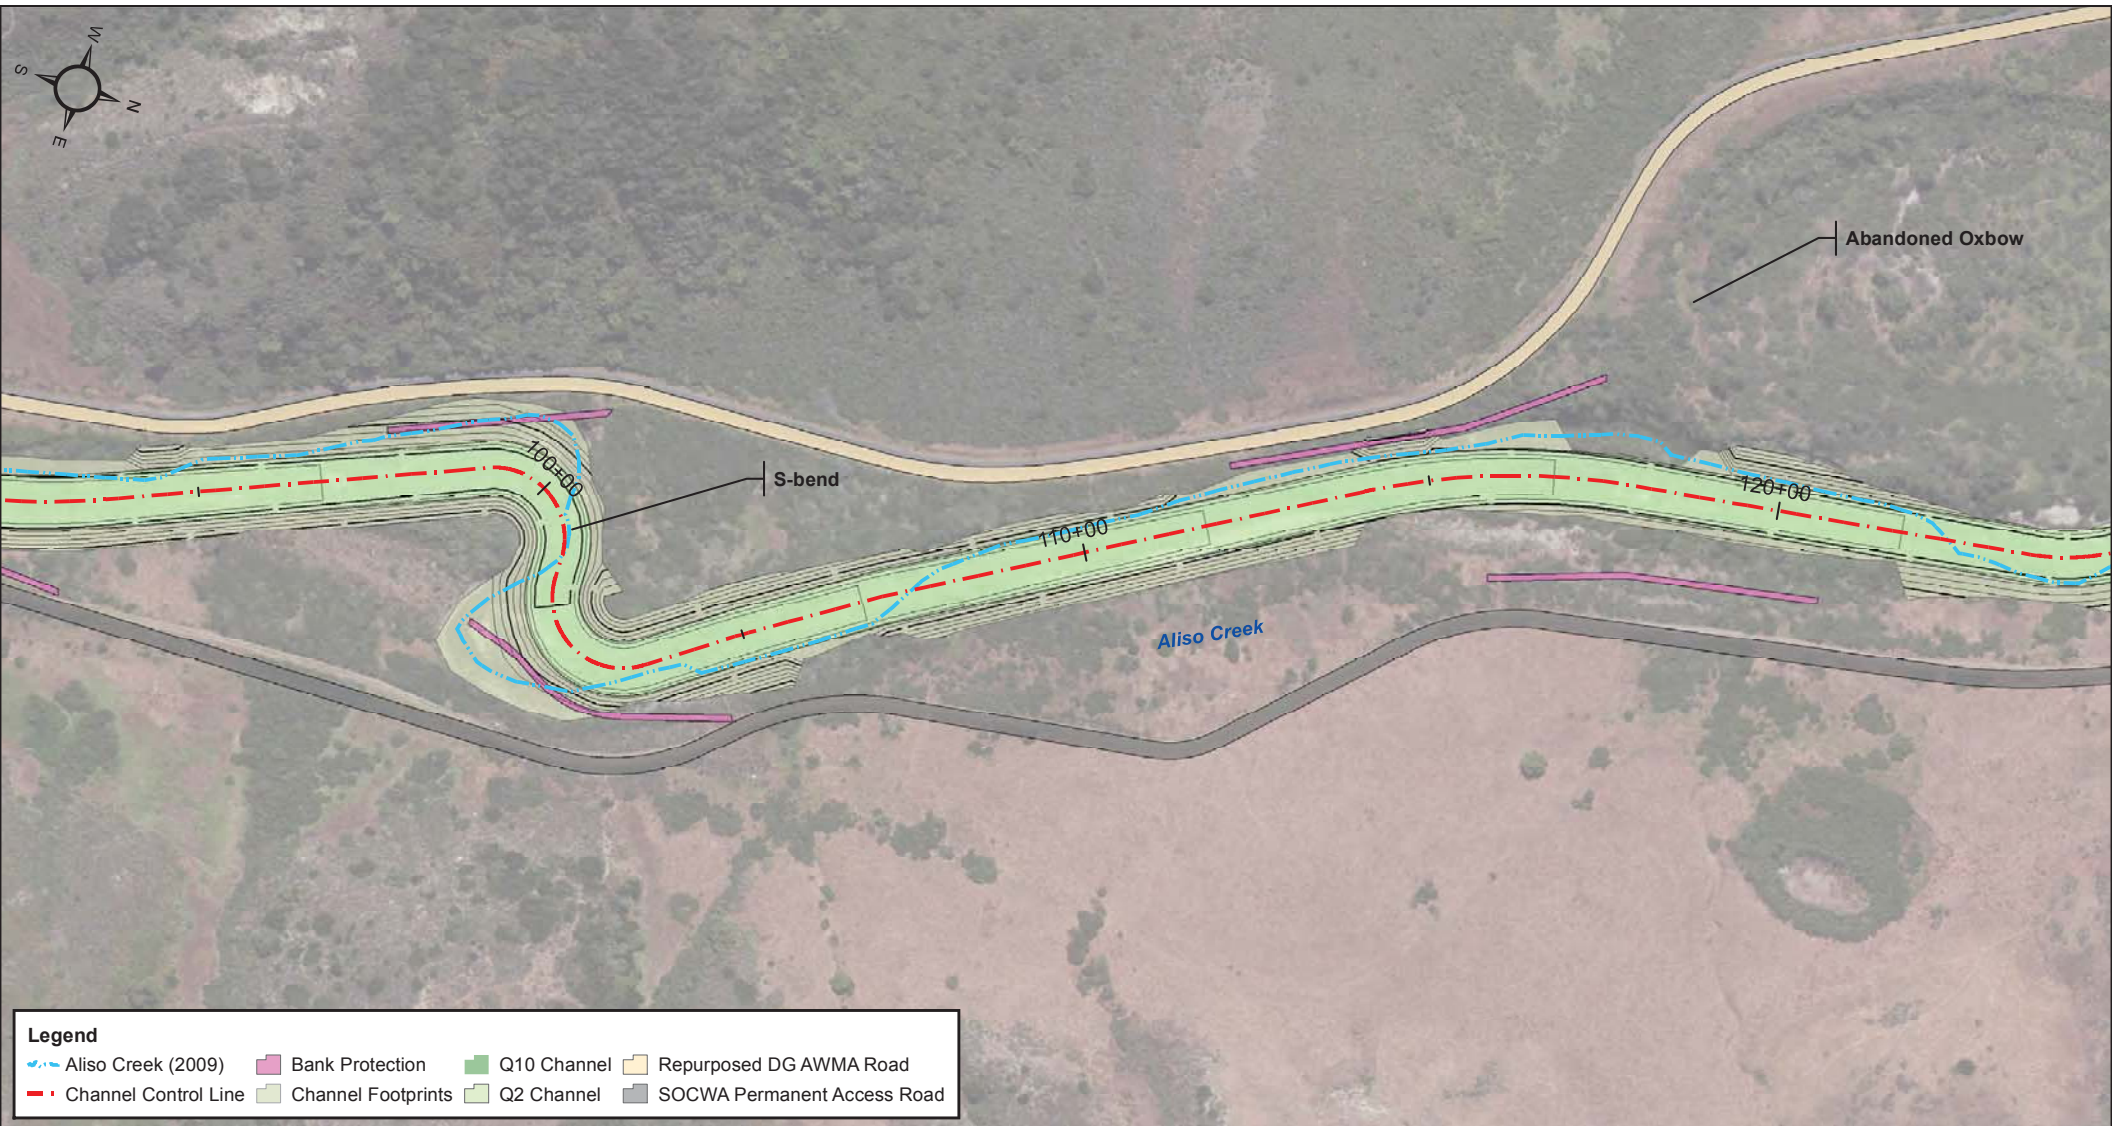 W
S
N
E
Abandoned Oxbow
100+00
S-bend
120+00
110+00
Aliso Creek
Legend
Aliso Creek (2009) Bank Protection Q10 Channel Repurposed DG AWMA Road
Channel Control Line Channel Footprints Q2 Channel SOCWA Permanent Access Road